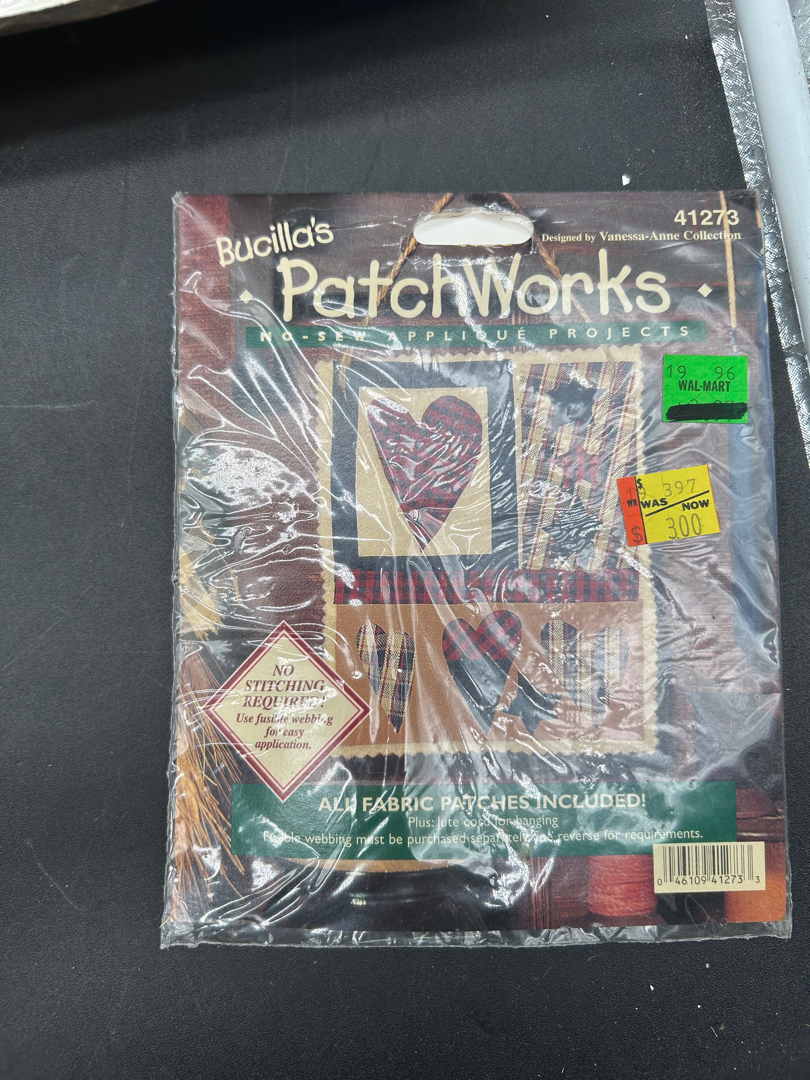 41273
Designed by Vanessa-Anne Collection
Bucilla's
PatchWorks
NO-SEW APPLIQUÉ PROJECTS
19 96
WAL-MART
$ 397
WAS NOW
$ 300
NO
STITCHING
REQUIRED!
Use fusible webbing
for easy
application.
ALL FABRIC PATCHES INCLUDED!
Plus: Jute cord for hanging
Fusible webbing must be purchased separately, see reverse for requirements.
0 46109 41273 3